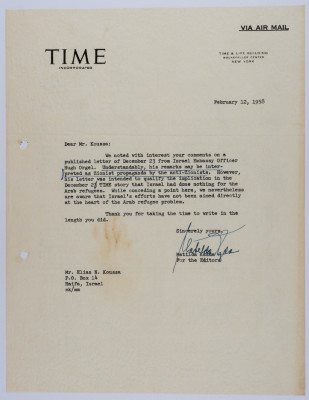 VIA AIR MAIL
TIME
INCORPORATED
TIME & LIFE BUILDING
ROCKEFELLER CENTER
NEW YORK
February 12, 1958
Dear Mr. Koussa:
We noted with interest your comments on a
published letter of December 23 from Israel Embassy Officer
Hugh Orgel. Understandably, his remarks may be inter-
preted as Zionist propaganda by the anti-Zionists. However,
his letter was intended to qualify the implication in the
December 23 TIME story that Israel had done nothing for the
Arab refugees. While conceding a point here, we nevertheless
are aware that Israel's efforts have not been aimed directly
at the heart of the Arab refugee problem.
Thank you for taking the time to write in the
length you did.
Sincerely yours,
For the Editors
Mr. Elias N. Koussa
P.O. Box 14
Haifa, Israel